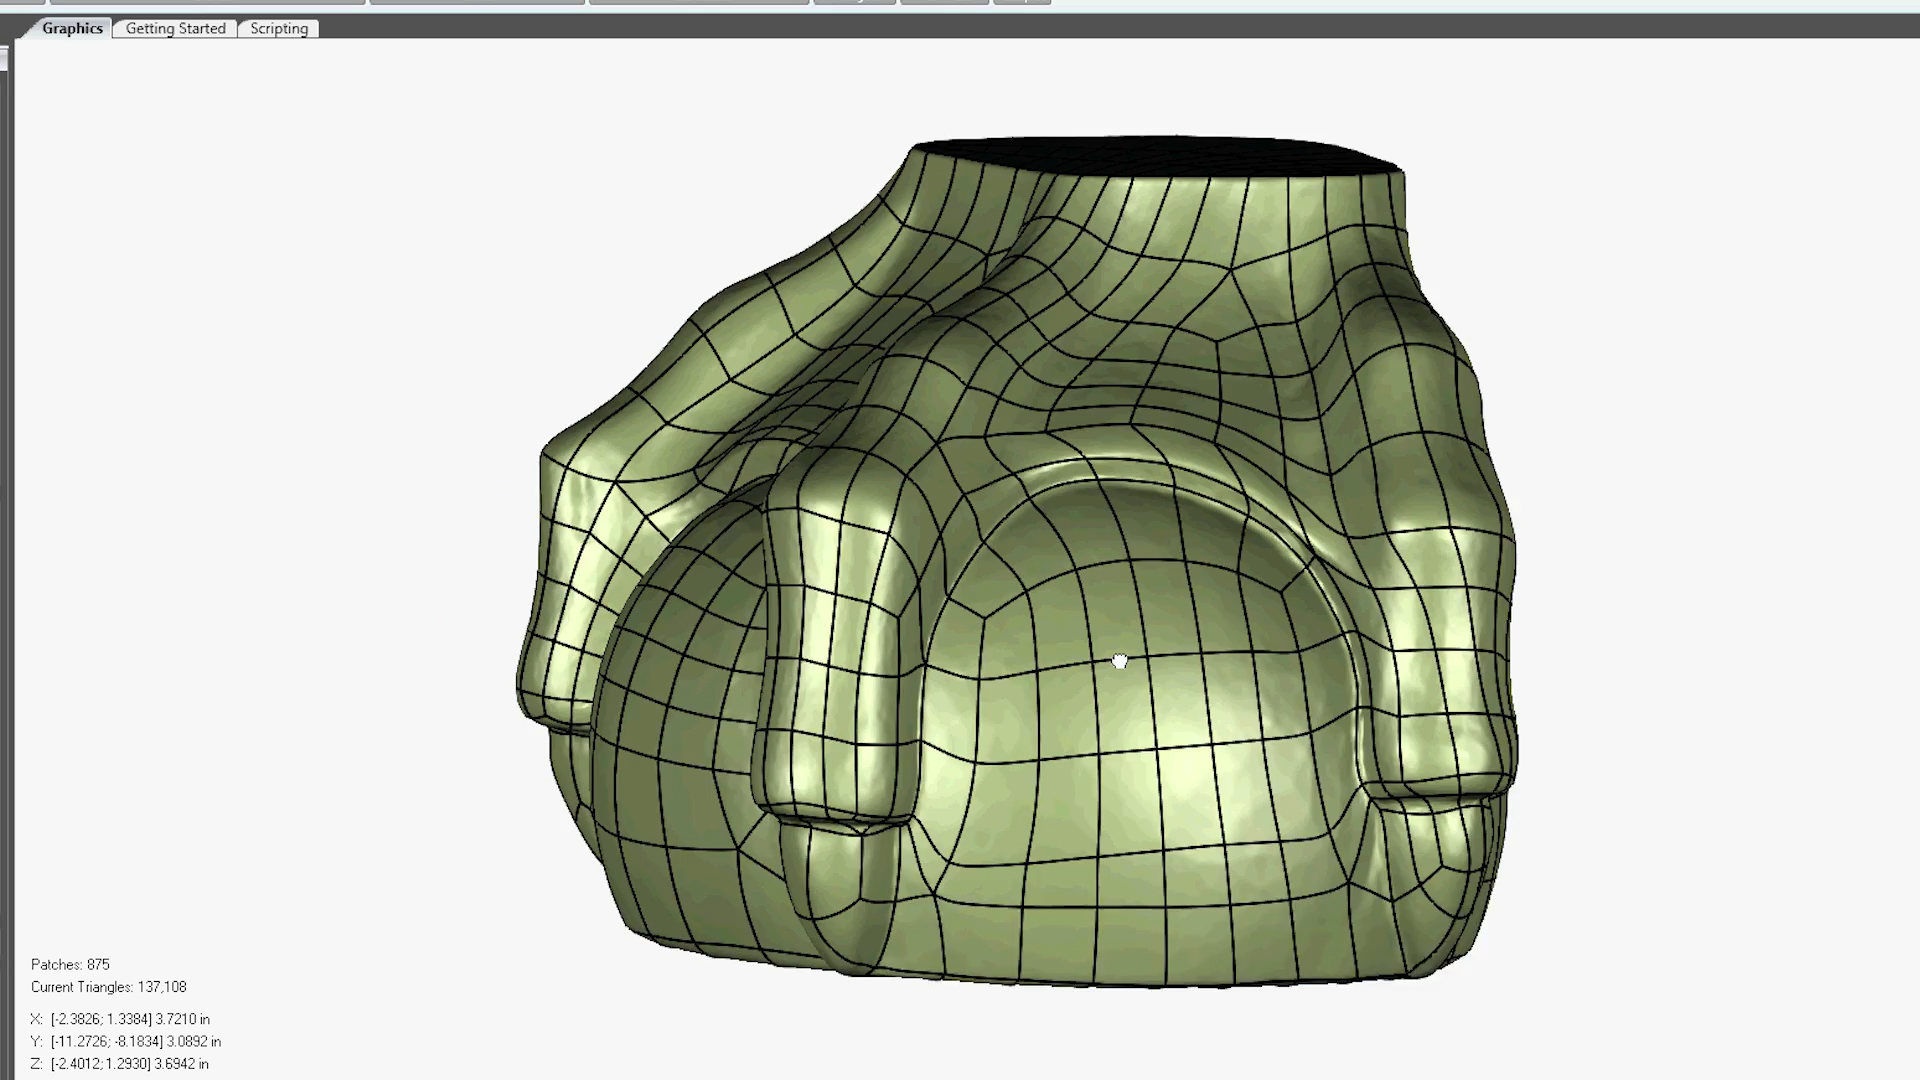 Graphics Getting Started Scripting
Patches: 875
Current Triangles: 137,108
X: [-2.3826; 1.3384] 3.7210 in
Y: [-11.2726; -8.1834] 3.0892 in
Z: [-2.4012; 1.2930] 3.6942 in